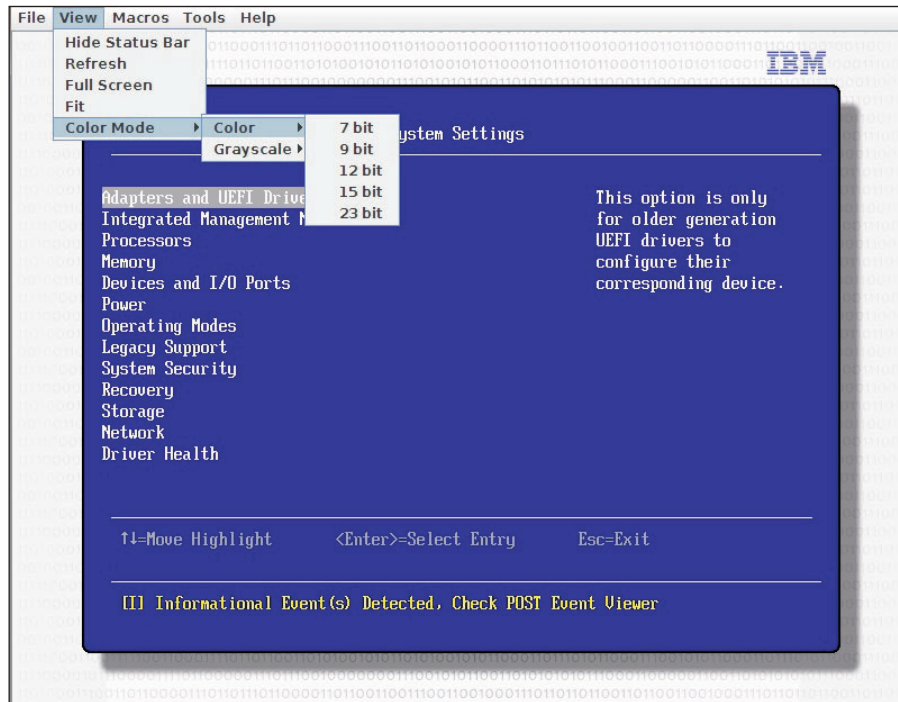 File View Macros Tools Help
Hide Status Bar
Refresh
Full Screen
Fit
Color Mode
Color
Grayscale
7 bit
9 bit
12 bit
15 bit
23 bit
IBM
Settings
Adapters and UEFI
Integrated Management
Processors
Memory
Devices and I/O Ports
Power
Operating Modes
Legacy Support
System Security
Recovery
Storage
Network
Driver Health
This option is only
for older generation
UEFI drivers to
configure their
corresponding device.
↑↓=Move Highlight <Enter>=Select Entry Esc=Exit
[I] Informational Event(s) Detected, Check POST Event Viewer